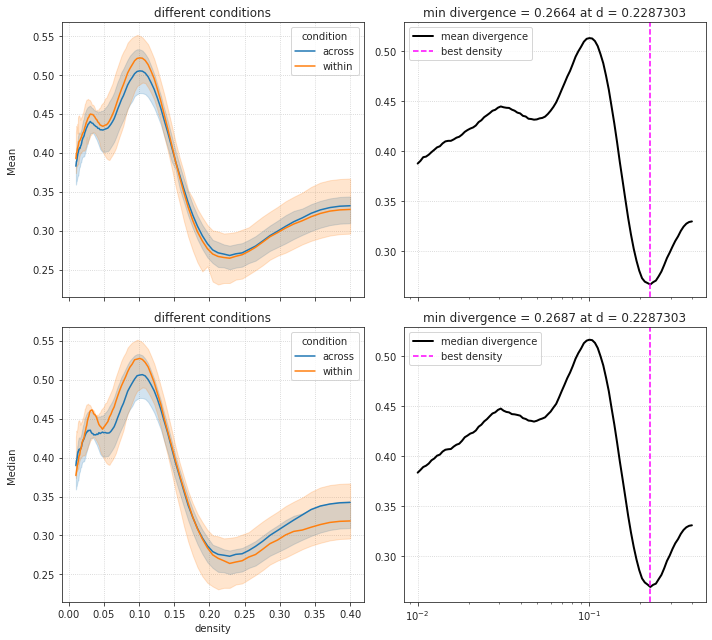 different conditions
min divergence = 0.2664 at d = 0.2287303
condition
across
within
mean divergence
best density
Mean
0.55
0.50
0.45
0.40
0.35
0.30
0.25
0.50
0.45
0.40
0.35
0.30
different conditions
min divergence = 0.2687 at d = 0.2287303
condition
across
within
median divergence
best density
Median
0.55
0.50
0.45
0.40
0.35
0.30
0.25
0.50
0.45
0.40
0.35
0.30
0.00 0.05 0.10 0.15 0.20 0.25 0.30 0.35 0.40
density
10⁻² 10⁻¹